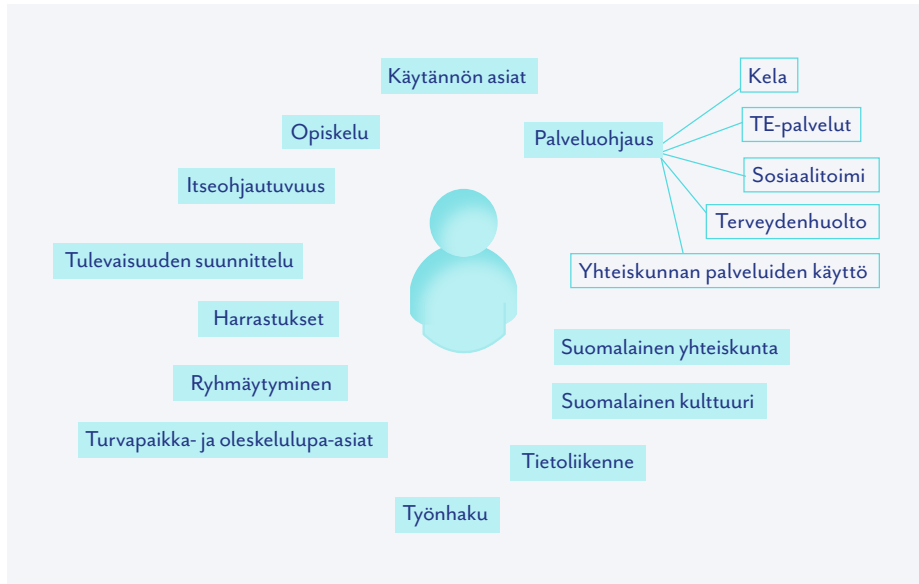 Käytännön asiat
Kela
Opiskelu
Palveluohjaus
TE-palvelut
Itseohjautuvuus
Sosiaalitoimi
Terveydenhuolto
Tulevaisuuden suunnittelu
Yhteiskunnan palveluiden käyttö
Harrastukset
Suomalainen yhteiskunta
Ryhmäytyminen
Suomalainen kulttuuri
Turvapaikka- ja oleskelulupa-asiat
Tietoliikenne
Työnhaku